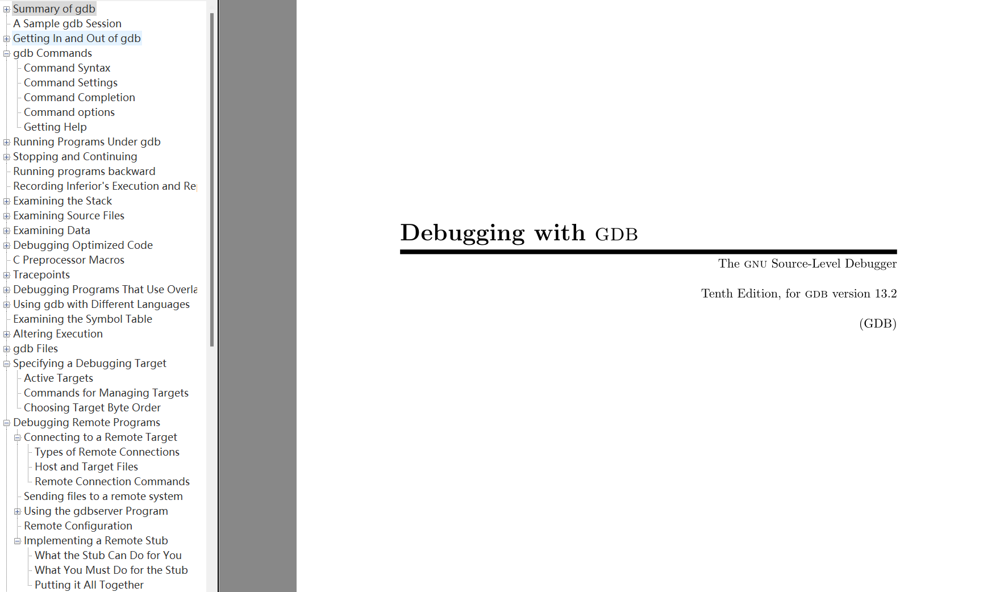 Summary of gdb
A Sample gdb Session
Getting In and Out of gdb
gdb Commands
Command Syntax
Command Settings
Command Completion
Command options
Getting Help
Running Programs Under gdb
Stopping and Continuing
Running programs backward
Recording Inferior's Execution and Re
Examining the Stack
Examining Source Files
Examining Data
Debugging Optimized Code
C Preprocessor Macros
Tracepoints
Debugging Programs That Use Overla
Using gdb with Different Languages
Examining the Symbol Table
Altering Execution
gdb Files
Specifying a Debugging Target
Active Targets
Commands for Managing Targets
Choosing Target Byte Order
Debugging Remote Programs
Connecting to a Remote Target
Types of Remote Connections
Host and Target Files
Remote Connection Commands
Sending files to a remote system
Using the gdbserver Program
Remote Configuration
Implementing a Remote Stub
What the Stub Can Do for You
What You Must Do for the Stub
Putting it All Together
Debugging with GDB
The GNU Source-Level Debugger
Tenth Edition, for GDB version 13.2
(GDB)